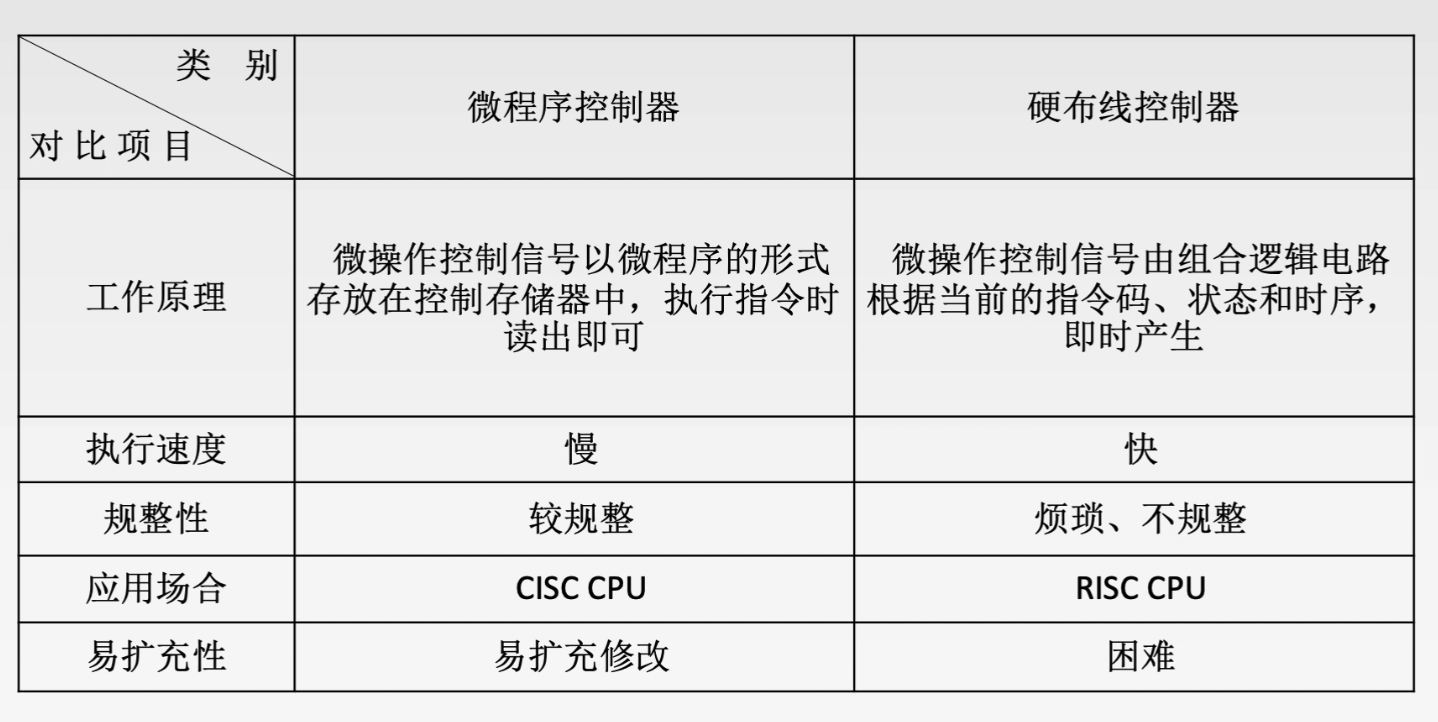 类 别
对 比 项 目
微程序控制器
硬布线控制器
工作原理
微操作控制信号以微程序的形式
存放在控制存储器中，执行指令时
读出即可
微操作控制信号由组合逻辑电路
根据当前的指令码、状态和时序，
即时产生
执行速度
慢
快
规整性
较规整
烦琐、不规整
应用场合
CISC CPU
RISC CPU
易扩充性
易扩充修改
困难